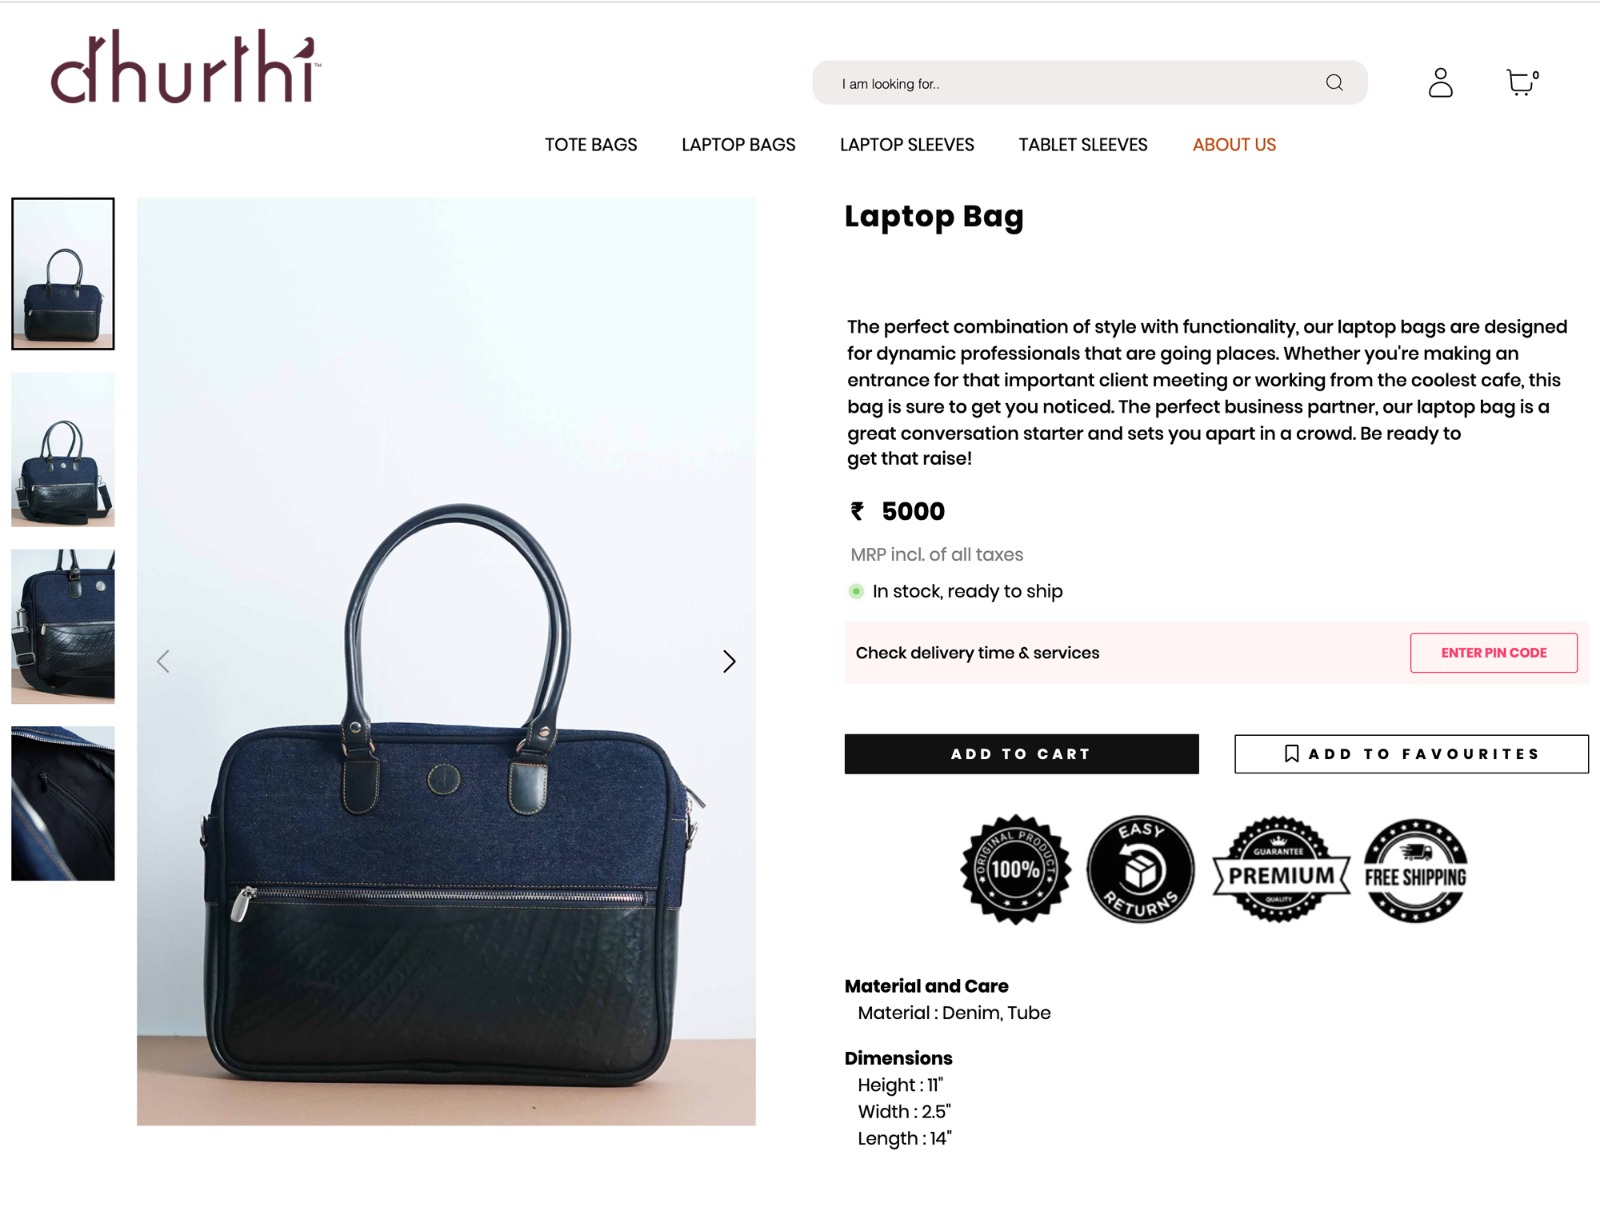 dhurthi™
I am looking for..
0
TOTE BAGS
LAPTOP BAGS
LAPTOP SLEEVES
TABLET SLEEVES
ABOUT US
Laptop Bag
The perfect combination of style with functionality, our laptop bags are designed
for dynamic professionals that are going places. Whether you're making an
entrance for that important client meeting or working from the coolest cafe, this
bag is sure to get you noticed. The perfect business partner, our laptop bag is a
great conversation starter and sets you apart in a crowd. Be ready to
get that raise!
₹ 5000
MRP incl. of all taxes
In stock, ready to ship
Check delivery time & services
ENTER PIN CODE
ADD TO CART
ADD TO FAVOURITES
ORIGINAL PRODUCT
100%
EASY
RETURNS
GUARANTEE
PREMIUM
QUALITY
FREE SHIPPING
Material and Care
Material : Denim, Tube
Dimensions
Height : 11"
Width : 2.5"
Length : 14"